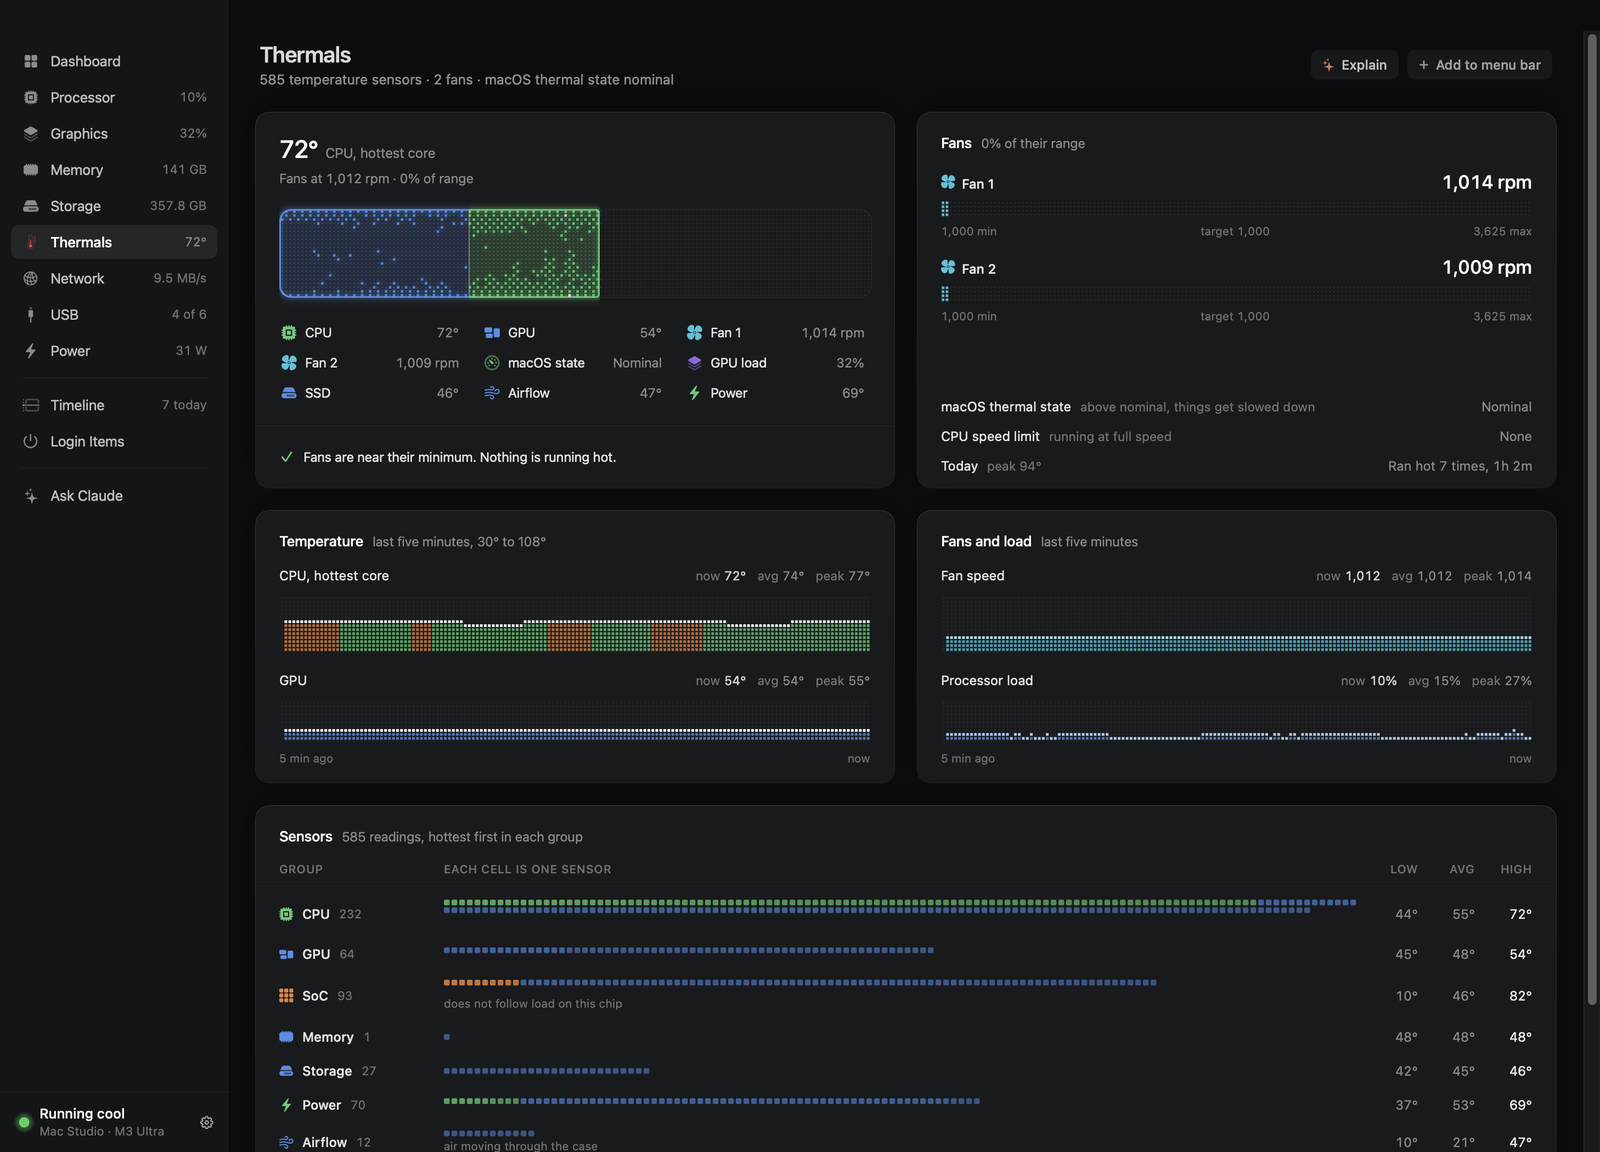 Dashboard
Processor 10%
Graphics 32%
Memory 141 GB
Storage 357.8 GB
Thermals 72°
Network 9.5 MB/s
USB 4 of 6
Power 31 W
Timeline 7 today
Login Items
Ask Claude
Running cool
Mac Studio · M3 Ultra
Thermals
585 temperature sensors · 2 fans · macOS thermal state nominal
Explain
+ Add to menu bar
72° CPU, hottest core
Fans at 1,012 rpm · 0% of range
CPU 72° GPU 54° Fan 1 1,014 rpm
Fan 2 1,009 rpm macOS state Nominal GPU load 32%
SSD 46° Airflow 47° Power 69°
Fans are near their minimum. Nothing is running hot.
Fans 0% of their range
Fan 1 1,014 rpm
1,000 min target 1,000 3,625 max
Fan 2 1,009 rpm
1,000 min target 1,000 3,625 max
macOS thermal state above nominal, things get slowed down Nominal
CPU speed limit running at full speed None
Today peak 94° Ran hot 7 times, 1h 2m
Temperature last five minutes, 30° to 108°
CPU, hottest core now 72° avg 74° peak 77°
GPU now 54° avg 54° peak 55°
5 min ago now
Fans and load last five minutes
Fan speed now 1,012 avg 1,012 peak 1,014
Processor load now 10% avg 15% peak 27%
5 min ago now
Sensors 585 readings, hottest first in each group
GROUP EACH CELL IS ONE SENSOR LOW AVG HIGH
CPU 232 44° 55° 72°
GPU 64 45° 48° 54°
SoC 93 10° 46° 82°
does not follow load on this chip
Memory 1 48° 48° 48°
Storage 27 42° 45° 46°
Power 70 37° 53° 69°
Airflow 12 10° 21° 47°
air moving through the case